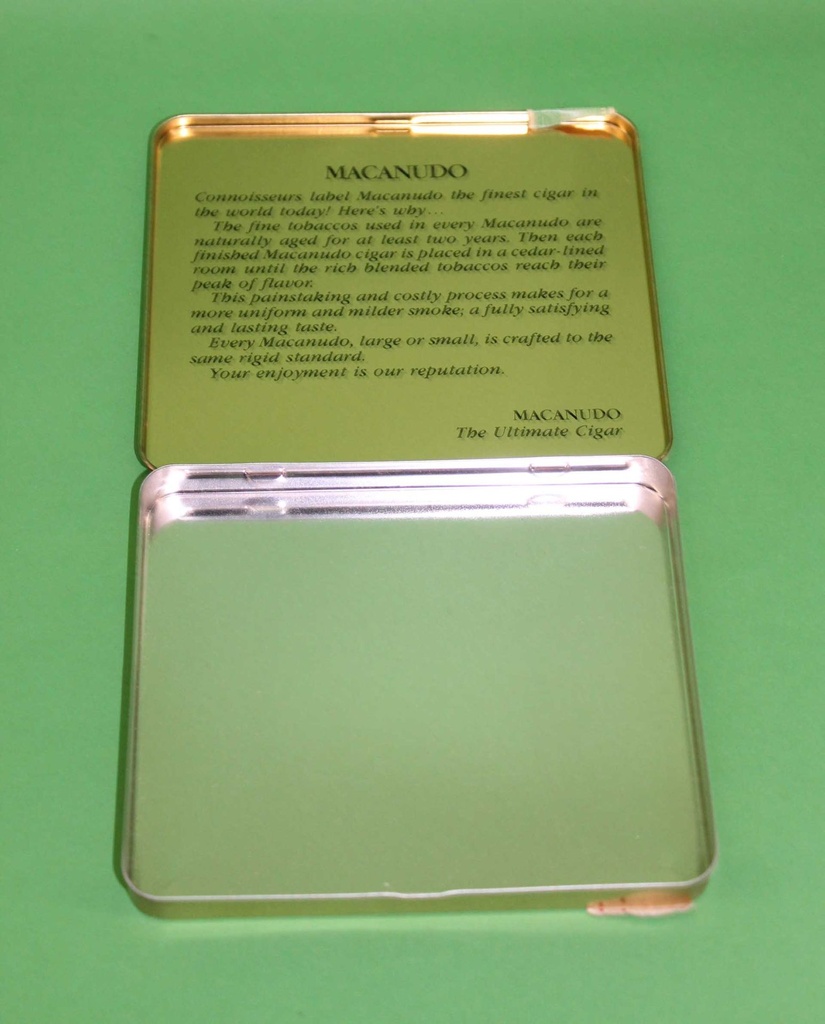 MACANUDO
Connoisseurs label Macanudo the finest cigar in
the world today! Here's why...
The fine tobaccos used in every Macanudo are
naturally aged for at least two years. Then each
finished Macanudo cigar is placed in a cedar-lined
room until the rich blended tobaccos reach their
peak of flavor.
This painstaking and costly process makes for a
more uniform and milder smoke; a fully satisfying
and lasting taste.
Every Macanudo, large or small, is crafted to the
same rigid standard.
Your enjoyment is our reputation.
MACANUDO
The Ultimate Cigar